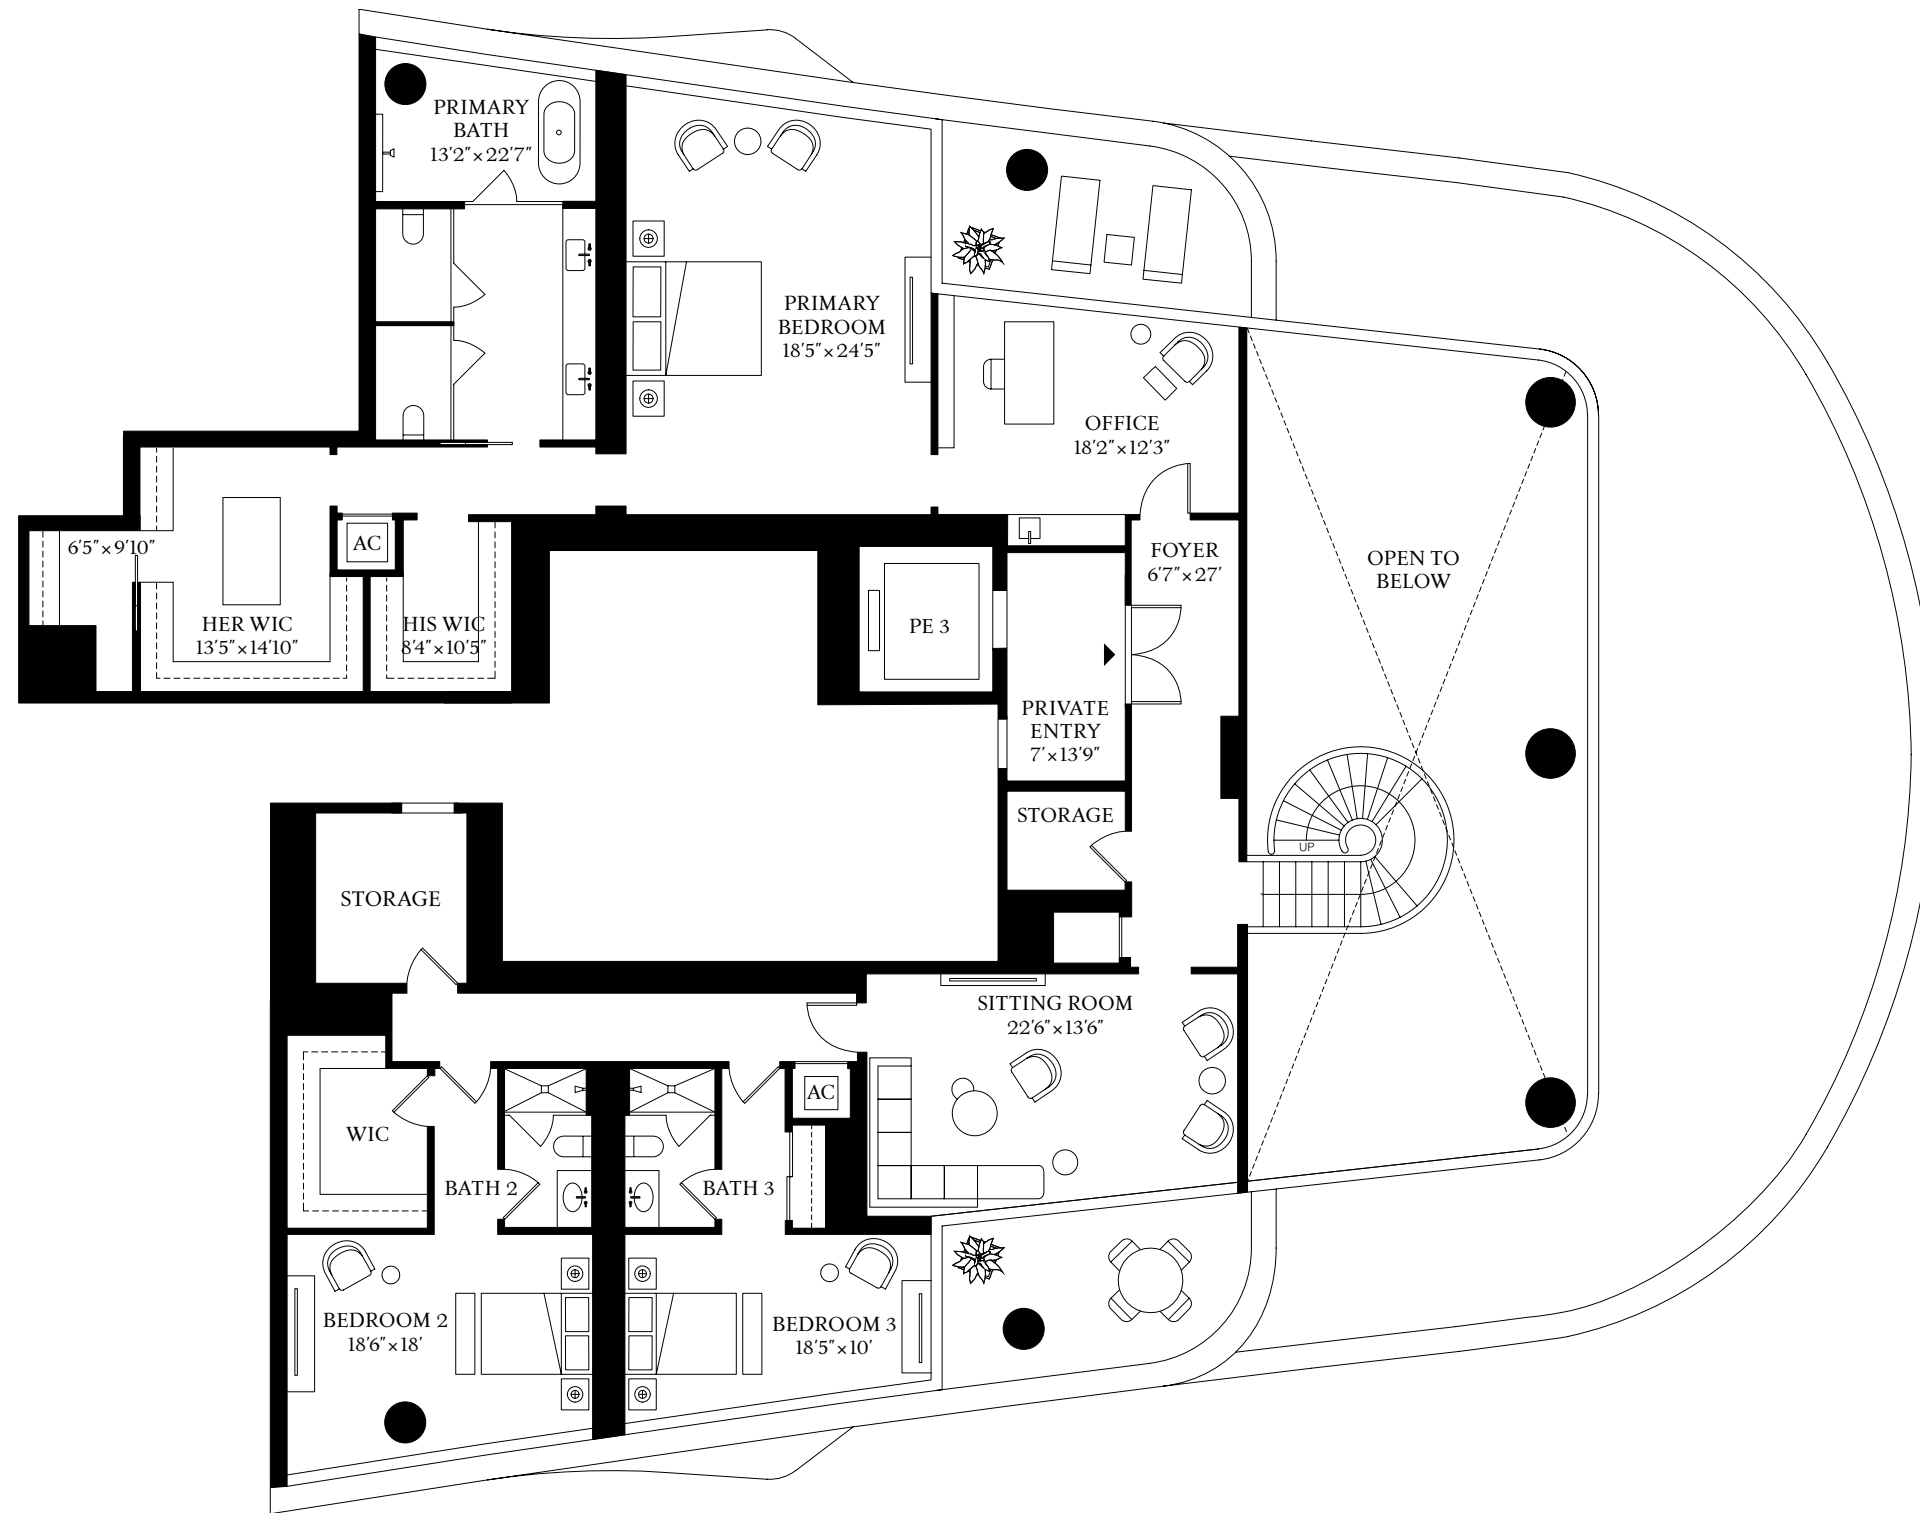 PRIMARY
BATH
13'2"×22'7"
PRIMARY
BEDROOM
18'5"×24'5"
OFFICE
18'2"×12'3"
6'5"×9'10"
AC
HER WIC
13'5"×14'10"
HIS WIC
8'4"×10'5"
PE 3
FOYER
6'7"×27'
OPEN TO
BELOW
PRIVATE
ENTRY
7'×13'9"
STORAGE
UP
STORAGE
SITTING ROOM
22'6"×13'6"
AC
WIC
BATH 2
BATH 3
BEDROOM 2
18'6"×18'
BEDROOM 3
18'5"×10'